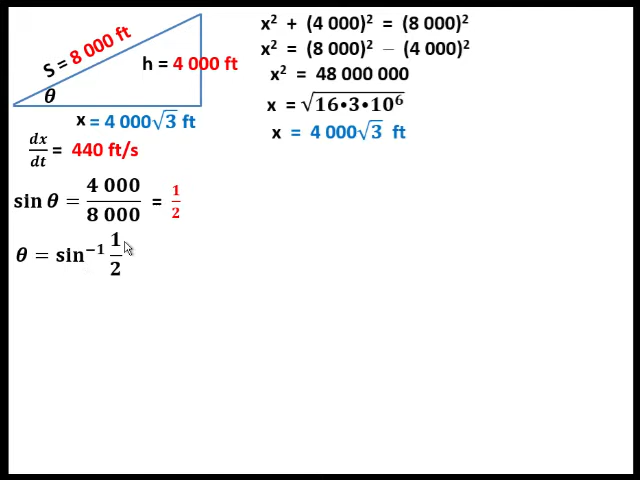 S = 8 000 ft
h = 4 000 ft
θ
x = 4 000√3 ft
dx/dt = 440 ft/s
sin θ = 4 000/8 000 = 1/2
θ = sin⁻¹ 1/2
x² + (4 000)² = (8 000)²
x² = (8 000)² – (4 000)²
x² = 48 000 000
x = √16•3•10⁶
x = 4 000√3 ft